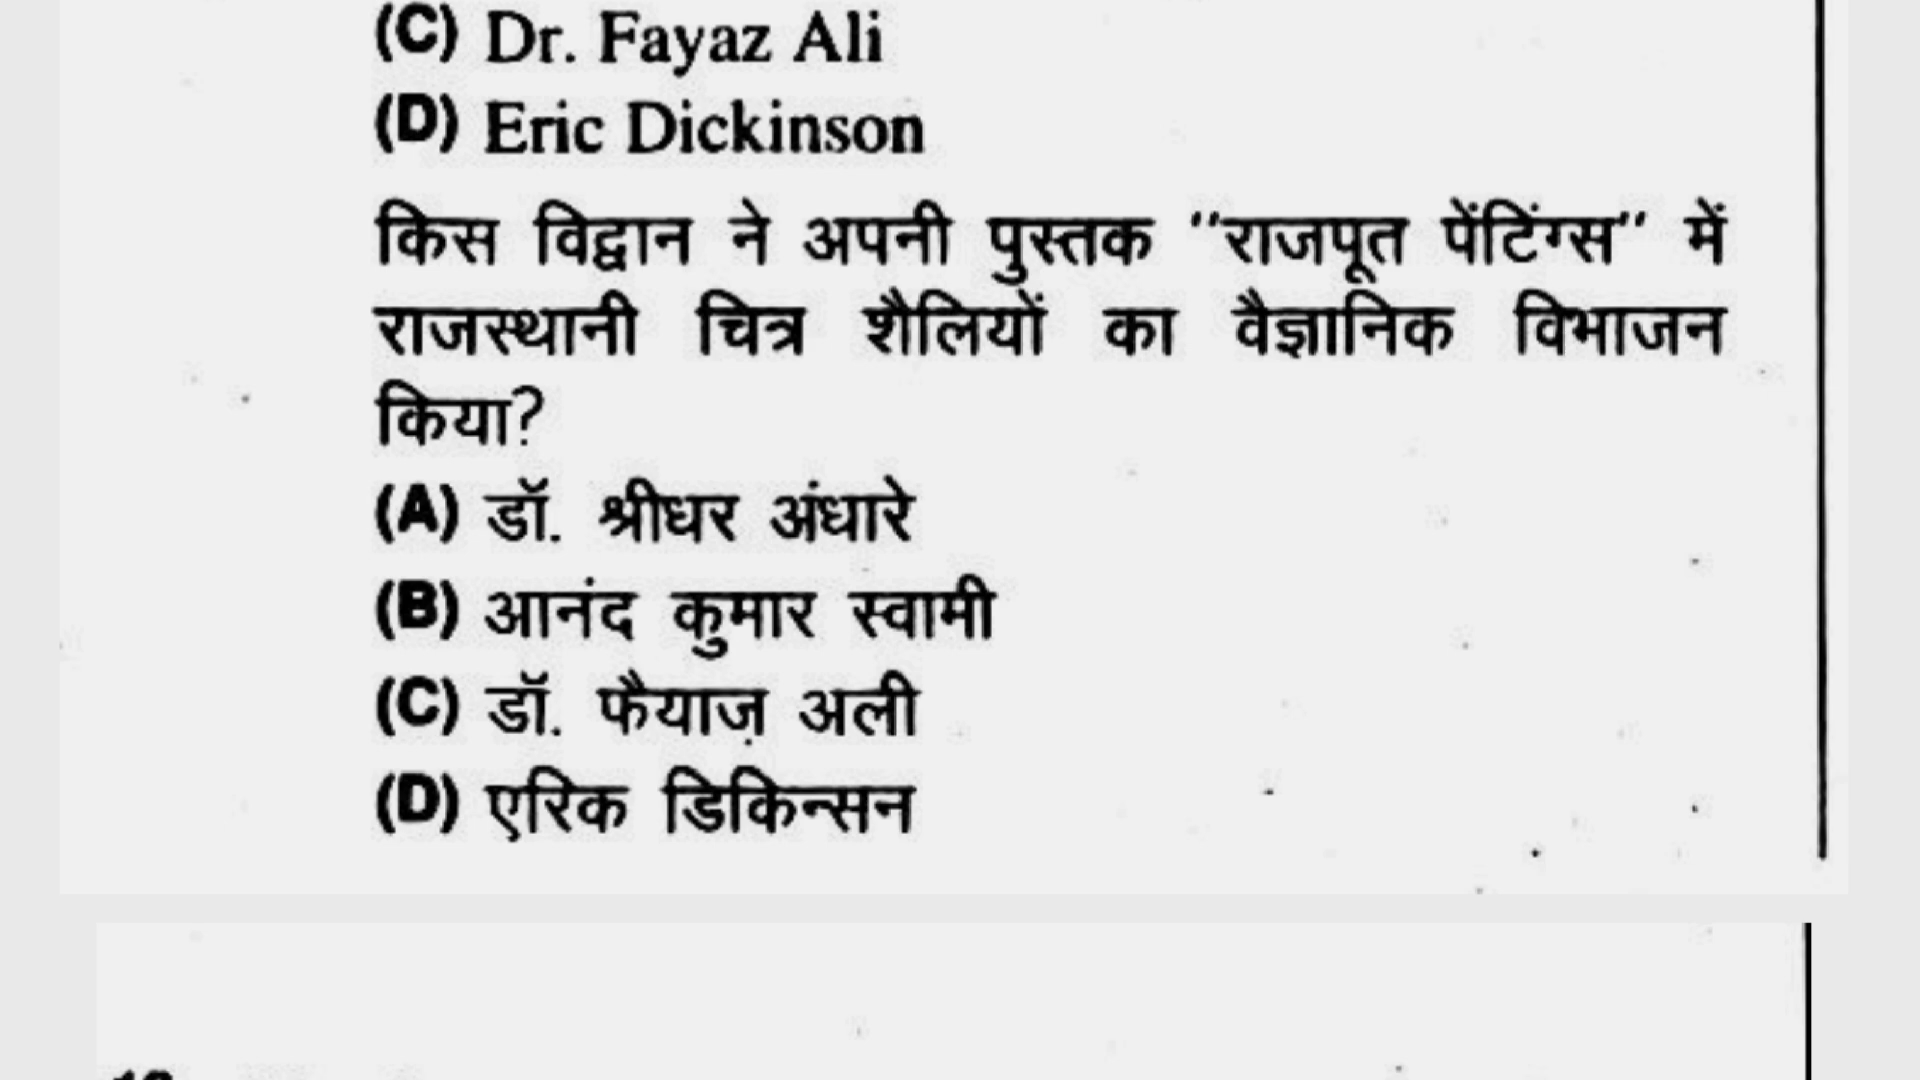 (C) Dr. Fayaz Ali
(D) Eric Dickinson
किस विद्वान ने अपनी पुस्तक "राजपूत पेंटिंग्स" में
राजस्थानी चित्र शैलियों का वैज्ञानिक विभाजन
किया?
(A) डॉ. श्रीधर अंधारे
(B) आनंद कुमार स्वामी
(C) डॉ. फैयाज़ अली
(D) एरिक डिकिन्सन